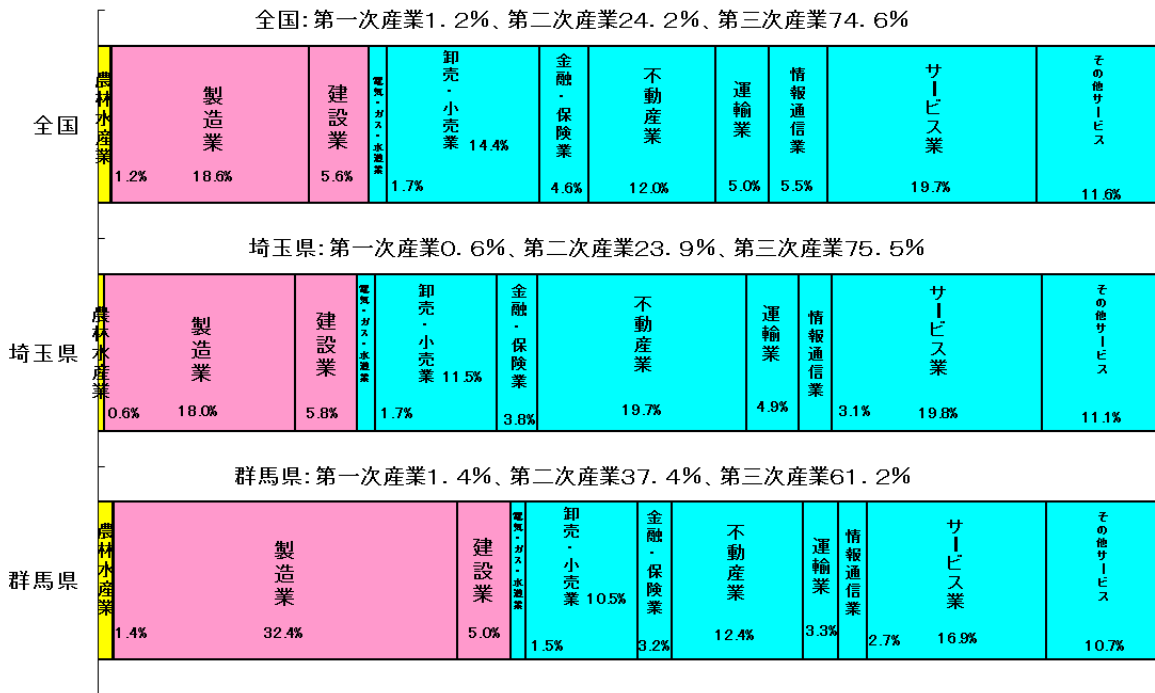 全国：第一次産業1.2%、第二次産業24.2%、第三次産業74.6%
全国
農林水産業
1.2%
製造業
18.6%
建設業
5.6%
電気・ガス・水道業
1.7%
卸売・小売業
14.4%
金融・保険業
4.6%
不動産業
12.0%
運輸業
5.0%
情報通信業
5.5%
サービス業
19.7%
その他サービス
11.6%
埼玉県：第一次産業0.6%、第二次産業23.9%、第三次産業75.5%
埼玉県
農林水産業
0.6%
製造業
18.0%
建設業
5.8%
電気・ガス・水道業
1.7%
卸売・小売業
11.5%
金融・保険業
3.8%
不動産業
19.7%
運輸業
4.9%
情報通信業
3.1%
サービス業
19.8%
その他サービス
11.1%
群馬県：第一次産業1.4%、第二次産業37.4%、第三次産業61.2%
群馬県
農林水産業
1.4%
製造業
32.4%
建設業
5.0%
電気・ガス・水道業
1.5%
卸売・小売業
10.5%
金融・保険業
3.2%
不動産業
12.4%
運輸業
3.3%
情報通信業
2.7%
サービス業
16.9%
その他サービス
10.7%